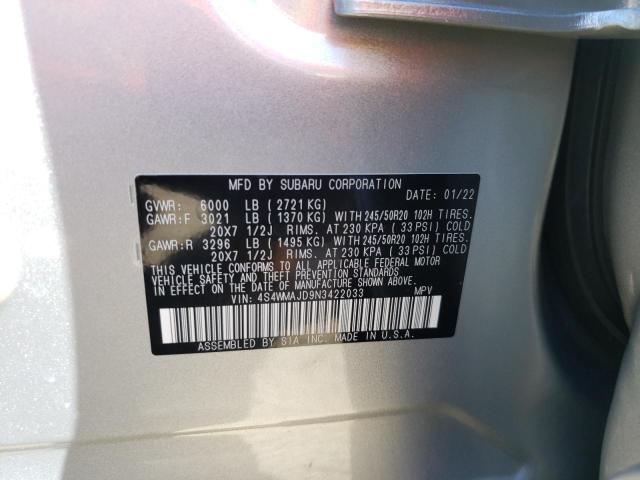 MFD BY SUBARU CORPORATION
DATE: 01/22
GVWR: 6000 LB ( 2721 KG)
GAWR:F 3021 LB ( 1370 KG) WITH 245/50R20 102H TIRES.
20X7 1/2J RIMS. AT 230 KPA ( 33 PSI) COLD
GAWR:R 3296 LB ( 1495 KG) WITH 245/50R20 102H TIRES.
20X7 1/2J RIMS. AT 230 KPA ( 33 PSI) COLD
THIS VEHICLE CONFORMS TO ALL APPLICABLE FEDERAL MOTOR
VEHICLE SAFETY AND THEFT PREVENTION STANDARDS
IN EFFECT ON THE DATE OF MANUFACTURE SHOWN ABOVE.
VIN: 4S4WMAJD9N3422033 MPV
ASSEMBLED BY SIA INC. MADE IN U.S.A.